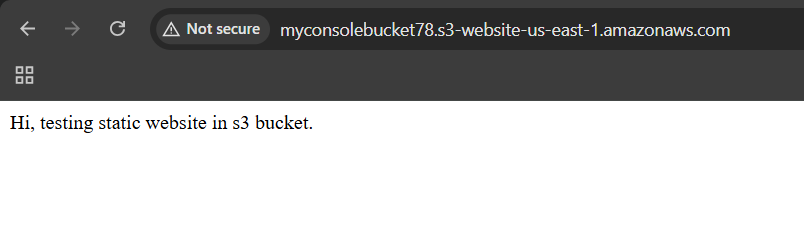 Not secure myconsolebucket78.s3-website-us-east-1.amazonaws.com
Hi, testing static website in s3 bucket.